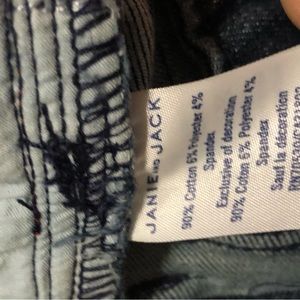 JANIE AND JACK
90% Cotton 6% Polyester 4%
Spandex
Exclusive of decoration
90% Cotton 6% Polyester 4%
Spandex
Sauf la décoration